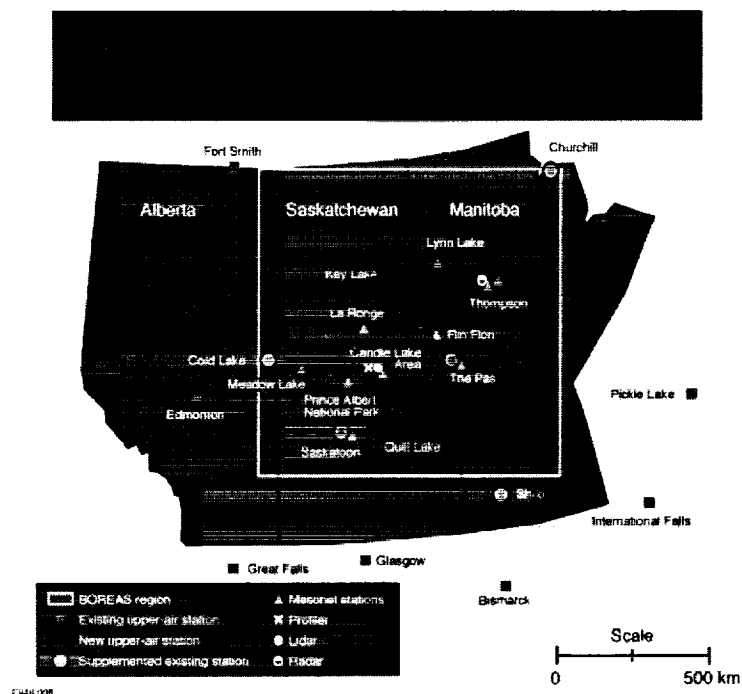 Fort Smith
Churchill
Alberta
Saskatchewan
Manitoba
Lynn Lake
Key Lake
Thompson
La Ronge
Flin Flon
Cold Lake
Candle Lake
Area
Meadow Lake
The Pas
Prince Albert
National Park
Edmonton
Pickle Lake
Saskatoon
Quill Lake
Shilo
International Falls
Great Falls
Glasgow
Bismarck
BOREAS region
Existing upper-air station
New upper-air station
Supplemented existing station
Mesonet stations
Profiler
Lidar
Radar
Scale
0
500 km